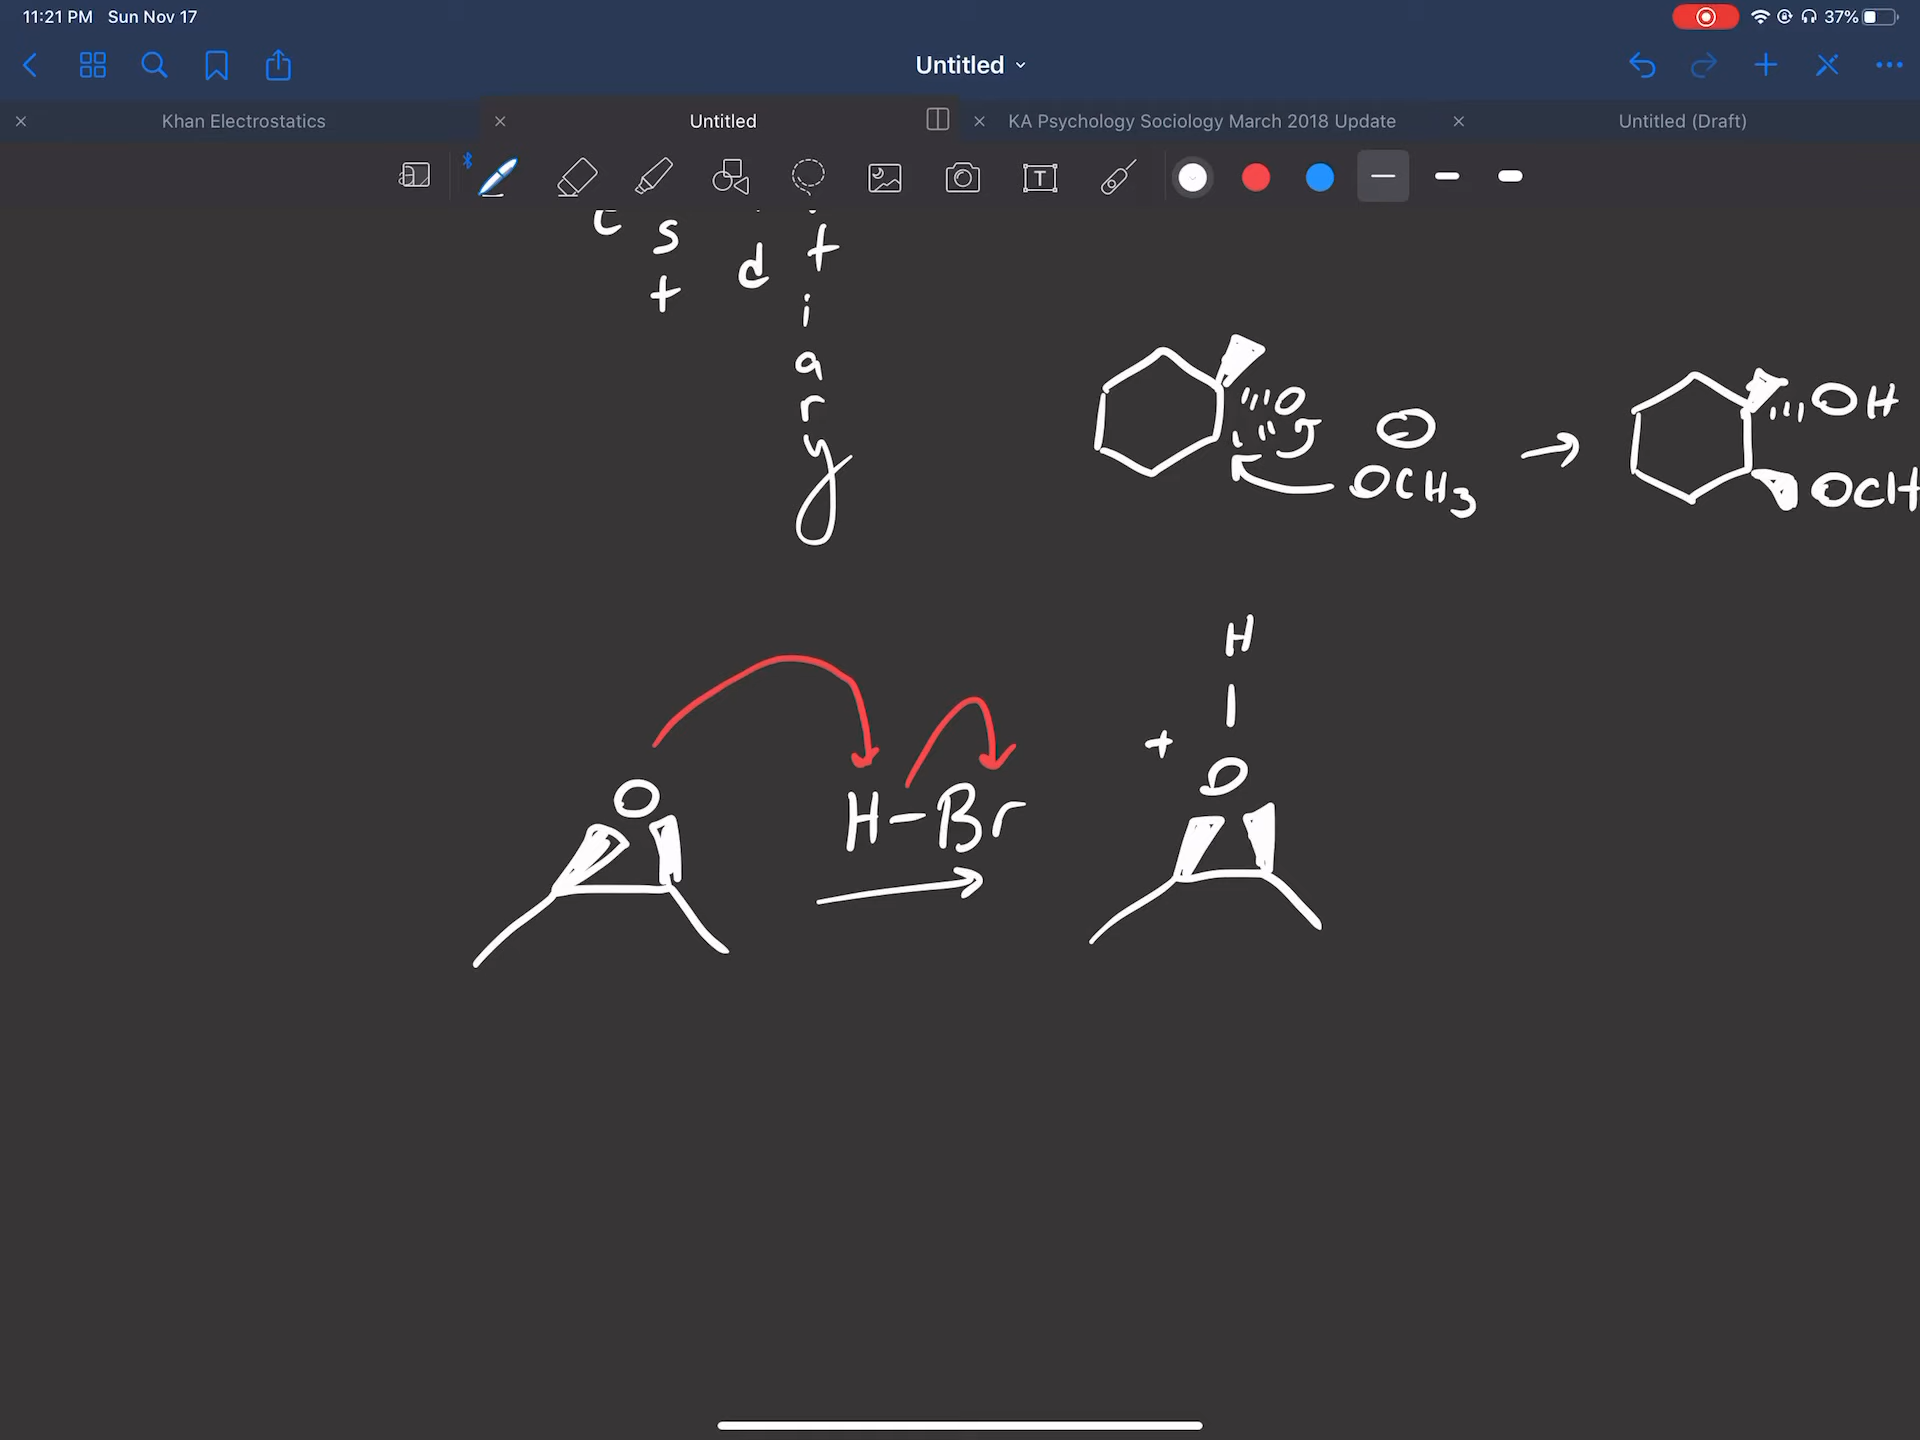 11:21 PM Sun Nov 17
37%
Untitled
Khan Electrostatics
Untitled
KA Psychology Sociology March 2018 Update
Untitled (Draft)
T
s
t
d
t
i
a
r
y
O
OCH3
OH
OCH
H
+
O
O
H-Br